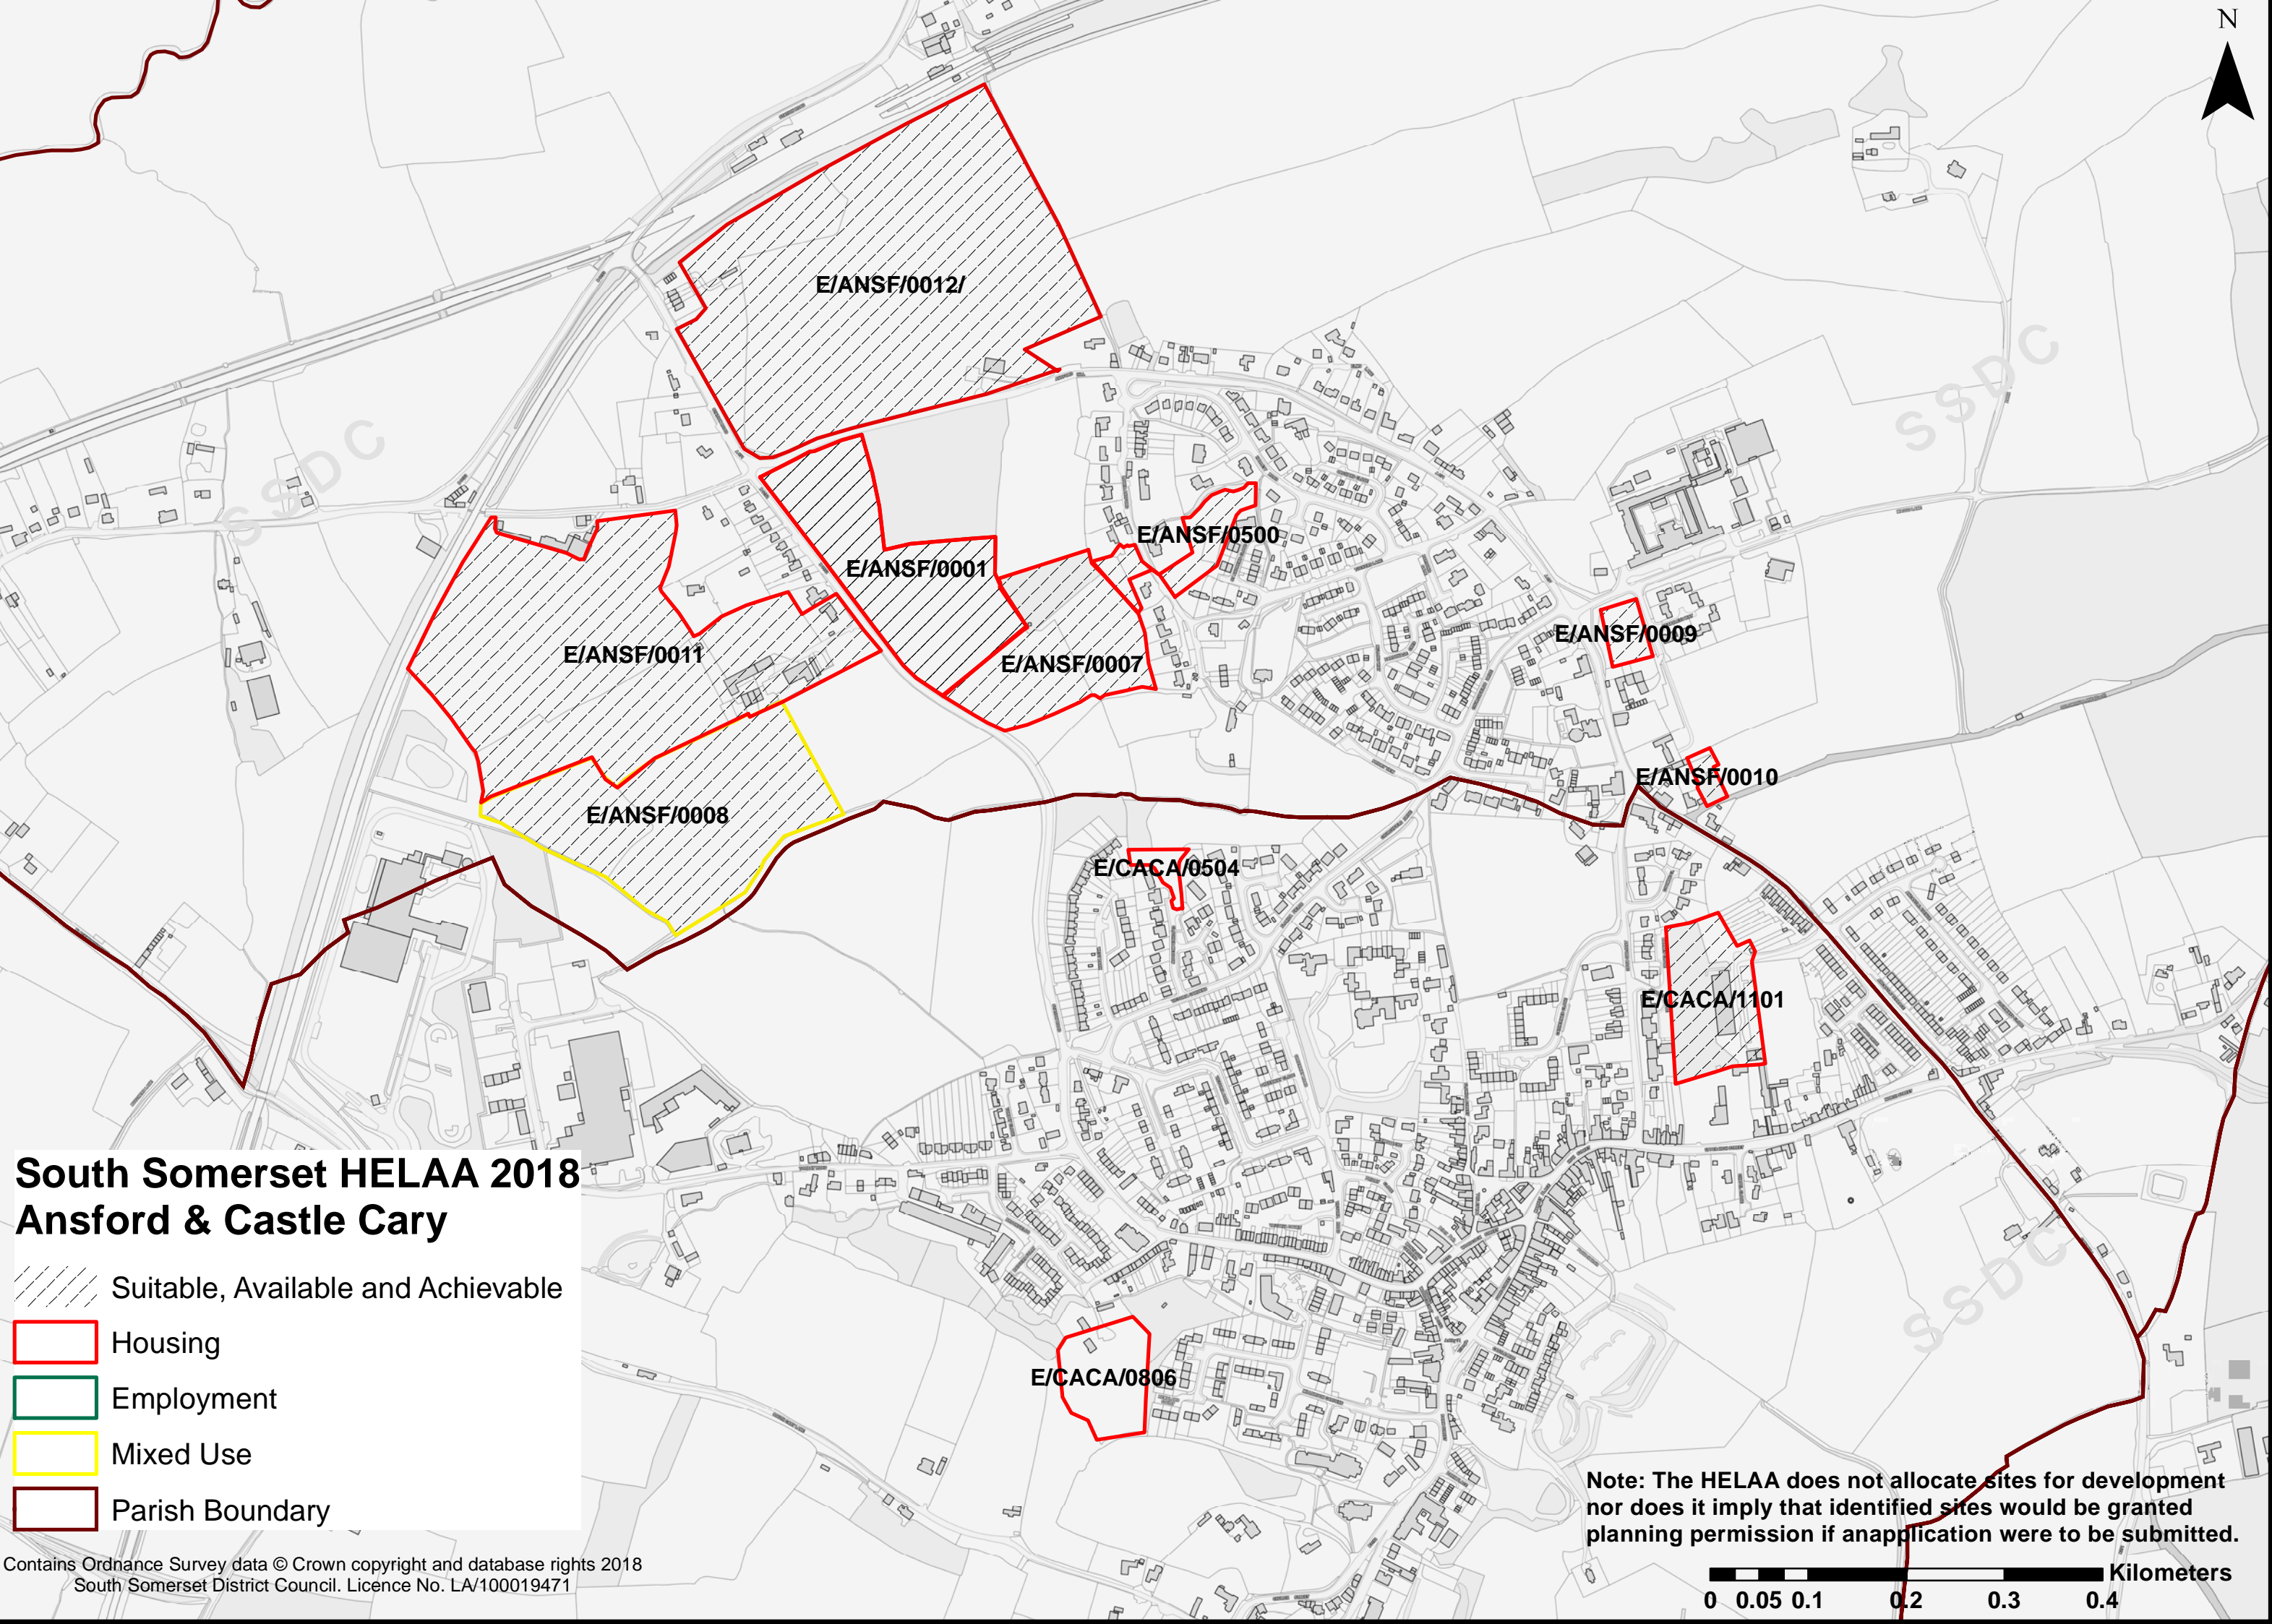 N
E/ANSF/0012/
SSDC
SSDC
E/ANSF/0500
E/ANSF/0001
E/ANSF/0009
E/ANSF/0011
E/ANSF/0007
E/ANSF/0010
E/ANSF/0008
E/CACA/0504
E/CACA/1101
South Somerset HELAA 2018
Ansford & Castle Cary
Suitable, Available and Achievable
Housing
Employment
Mixed Use
Parish Boundary
SSDC
E/CACA/0806
Note: The HELAA does not allocate sites for development
nor does it imply that identified sites would be granted
planning permission if anapplication were to be submitted.
Contains Ordnance Survey data © Crown copyright and database rights 2018
South Somerset District Council. Licence No. LA/100019471
Kilometers
0 0.05 0.1 0.2 0.3 0.4